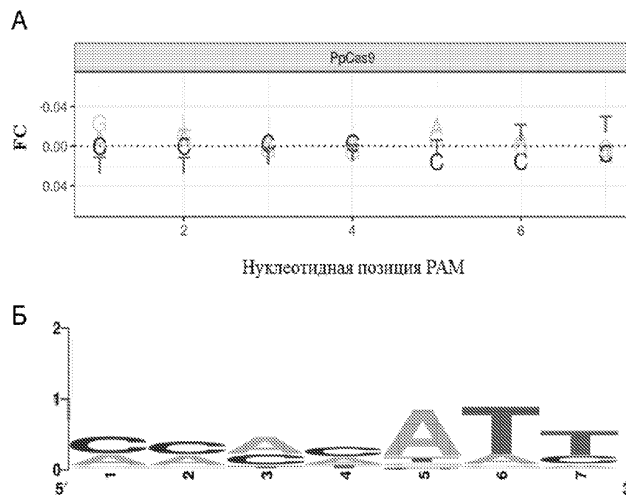 А
PpCas9
FC
-0.04
0.00
0.04
G A C C A T T
C C T T A
T T C C
2 4 6
Нуклеотидная позиция PAM
Б
2
1
0
C C A C A T T
A A C A T A C
5' 1 2 3 4 5 6 7 3'